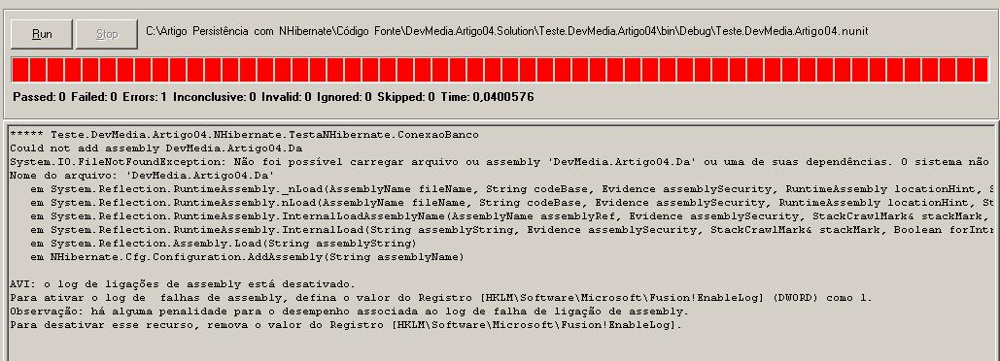 Run Stop C:\Artigo Persistência com NHibernate\Código Fonte\DevMedia.Artigo04.Solution\Teste.DevMedia.Artigo04\bin\Debug\Teste.DevMedia.Artigo04.nunit
Passed: 0 Failed: 0 Errors: 1 Inconclusive: 0 Invalid: 0 Ignored: 0 Skipped: 0 Time: 0,0400576
***** Teste.DevMedia.Artigo04.NHibernate.TestaNHibernate.ConexaoBanco
Could not add assembly DevMedia.Artigo04.Da
System.IO.FileNotFoundException: Não foi possível carregar arquivo ou assembly 'DevMedia.Artigo04.Da' ou uma de suas dependências. O sistema não
Nome do arquivo: 'DevMedia.Artigo04.Da'
em System.Reflection.RuntimeAssembly._nLoad(AssemblyName fileName, String codeBase, Evidence assemblySecurity, RuntimeAssembly locationHint, S
em System.Reflection.RuntimeAssembly.nLoad(AssemblyName fileName, String codeBase, Evidence assemblySecurity, RuntimeAssembly locationHint, St
em System.Reflection.RuntimeAssembly.InternalLoadAssemblyName(AssemblyName assemblyRef, Evidence assemblySecurity, StackCrawlMark& stackMark,
em System.Reflection.RuntimeAssembly.InternalLoad(String assemblyString, Evidence assemblySecurity, StackCrawlMark& stackMark, Boolean forIntr
em System.Reflection.Assembly.Load(String assemblyString)
em NHibernate.Cfg.Configuration.AddAssembly(String assemblyName)
AVI: o log de ligações de assembly está desativado.
Para ativar o log de falhas de assembly, defina o valor do Registro [HKLM\Software\Microsoft\Fusion!EnableLog] (DWORD) como 1.
Observação: há alguma penalidade para o desempenho associada ao log de falha de ligação de assembly.
Para desativar esse recurso, remova o valor do Registro [HKLM\Software\Microsoft\Fusion!EnableLog].